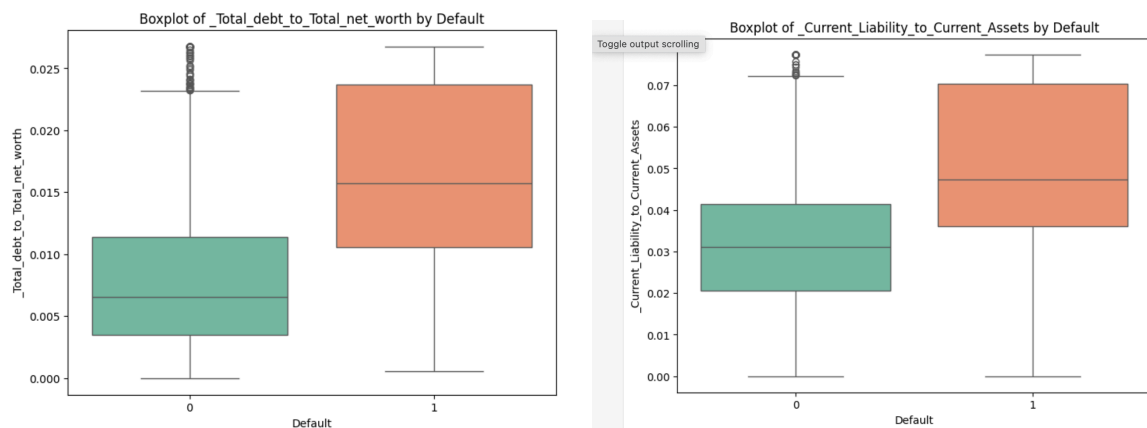 Boxplot of _Total_debt_to_Total_net_worth by Default
_Total_debt_to_Total_net_worth
0.025
0.020
0.015
0.010
0.005
0.000
0
1
Default
Boxplot of _Current_Liability_to_Current_Assets by Default
Toggle output scrolling
_Current_Liability_to_Current_Assets
0.07
0.06
0.05
0.04
0.03
0.02
0.01
0.00
0
1
Default